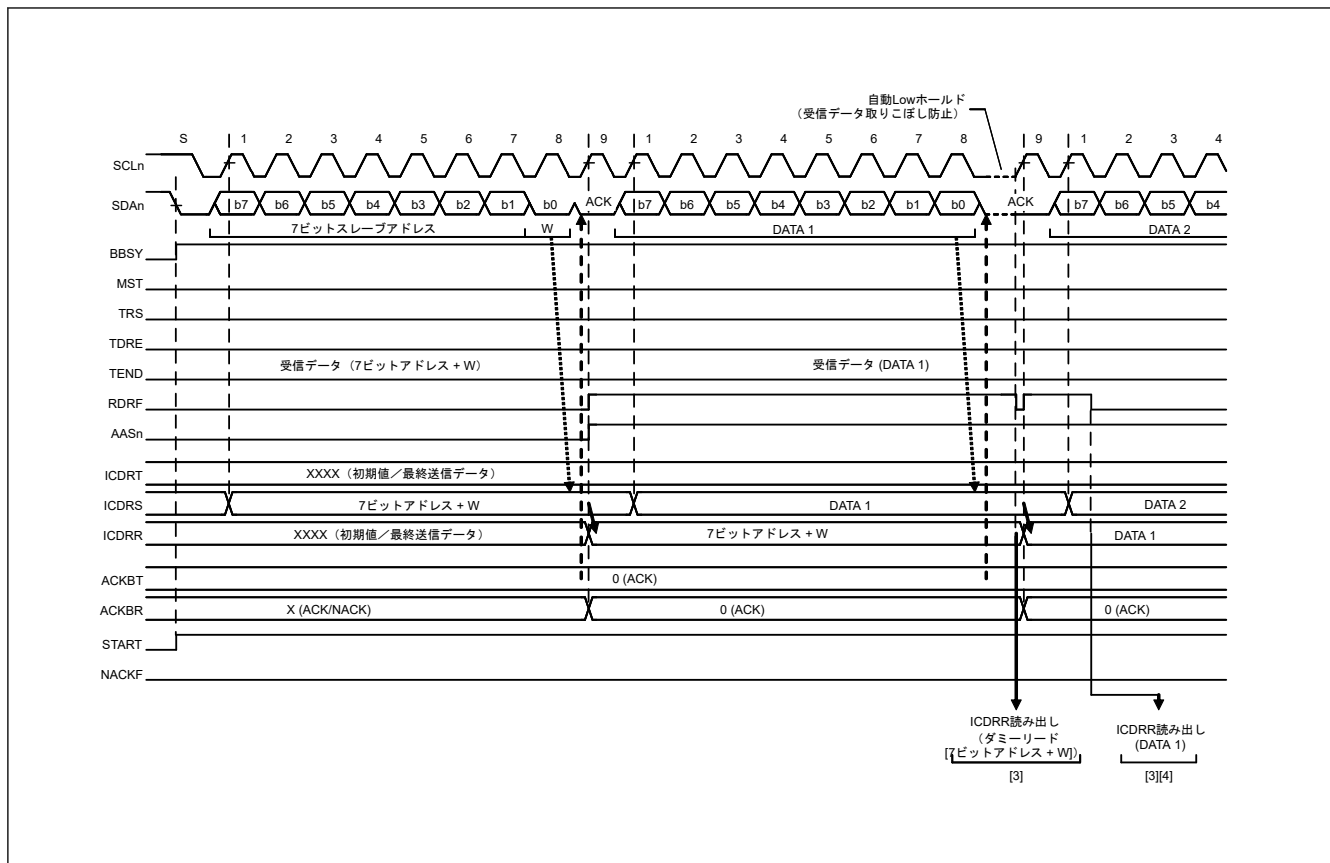 自動Lowホールド
（受信データ取りこぼし防止）
S 1 2 3 4 5 6 7 8 9 1 2 3 4 5 6 7 8 9 1 2 3 4
SCLn
SDAn b7 b6 b5 b4 b3 b2 b1 b0 ACK b7 b6 b5 b4 b3 b2 b1 b0 ACK b7 b6 b5 b4
7ビットスレーブアドレス W DATA 1 DATA 2
BBSY
MST
TRS
TDRE
受信データ（7ビットアドレス + W） 受信データ (DATA 1)
TEND
RDRF
AASn
ICDRT XXXX（初期値／最終送信データ）
ICDRS 7ビットアドレス + W DATA 1 DATA 2
ICDRR XXXX（初期値／最終送信データ） 7ビットアドレス + W DATA 1
ACKBT 0 (ACK)
ACKBR X (ACK/NACK) 0 (ACK) 0 (ACK)
START
NACKF
ICDRR読み出し
（ダミーリード
[7ビットアドレス + W]）
[3]
ICDRR読み出し
(DATA 1)
[3][4]